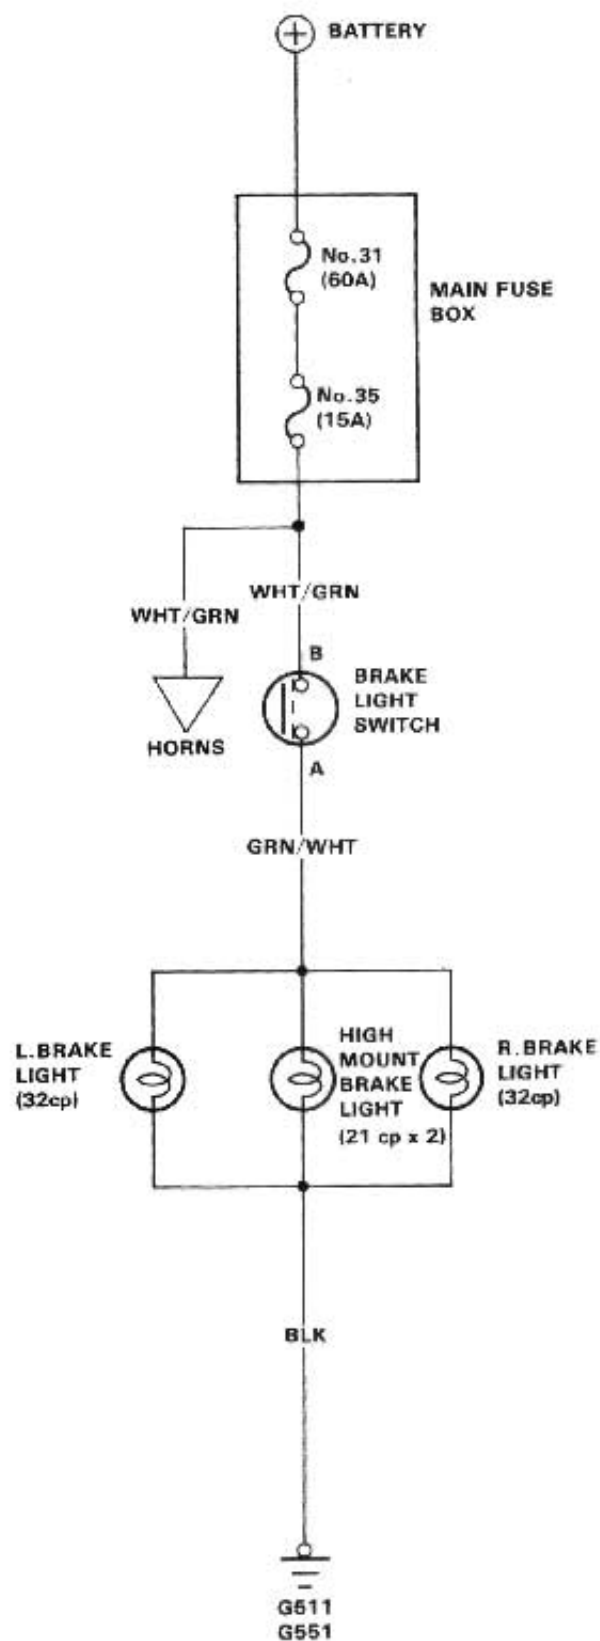 BATTERY
No.31
(60A)
MAIN FUSE
BOX
No.35
(15A)
WHT/GRN
WHT/GRN
B
BRAKE
LIGHT
SWITCH
HORNS
A
GRN/WHT
L.BRAKE
LIGHT
(32cp)
HIGH
MOUNT
BRAKE
LIGHT
(21 cp x 2)
R.BRAKE
LIGHT
(32cp)
BLK
G511
G551